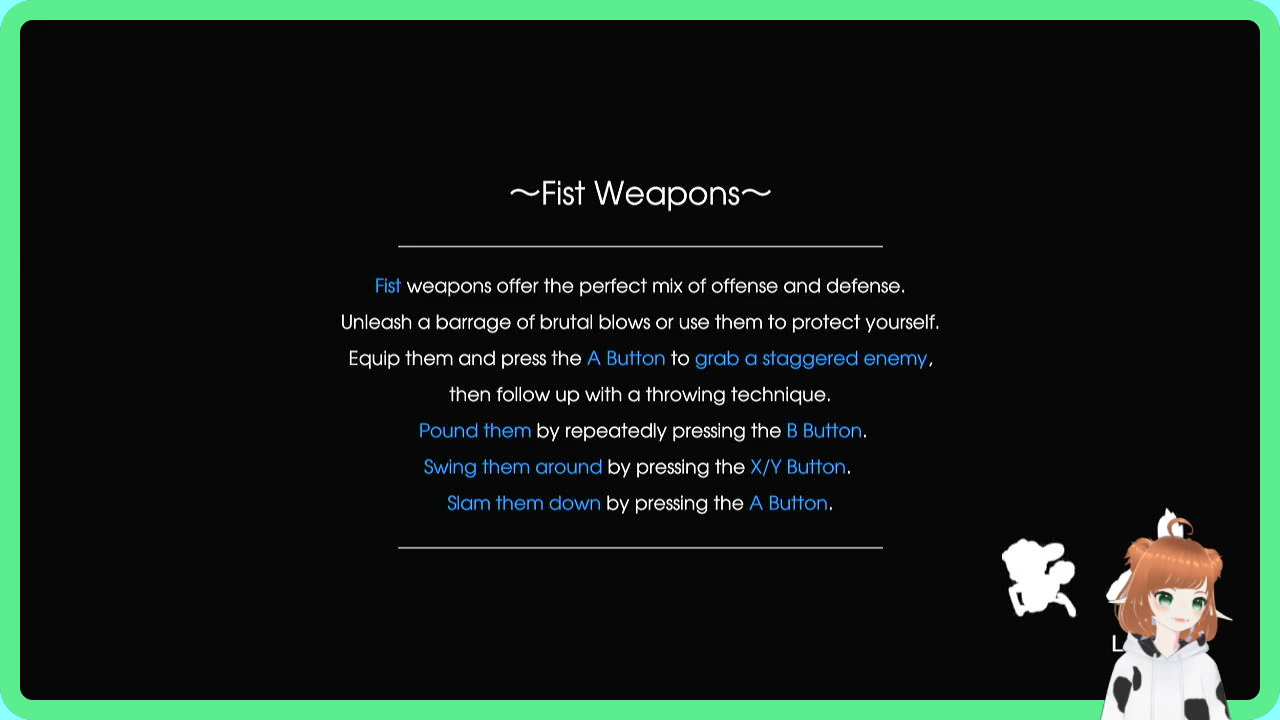 ～Fist Weapons～
Fist weapons offer the perfect mix of offense and defense.
Unleash a barrage of brutal blows or use them to protect yourself.
Equip them and press the A Button to grab a staggered enemy,
then follow up with a throwing technique.
Pound them by repeatedly pressing the B Button.
Swing them around by pressing the X/Y Button.
Slam them down by pressing the A Button.